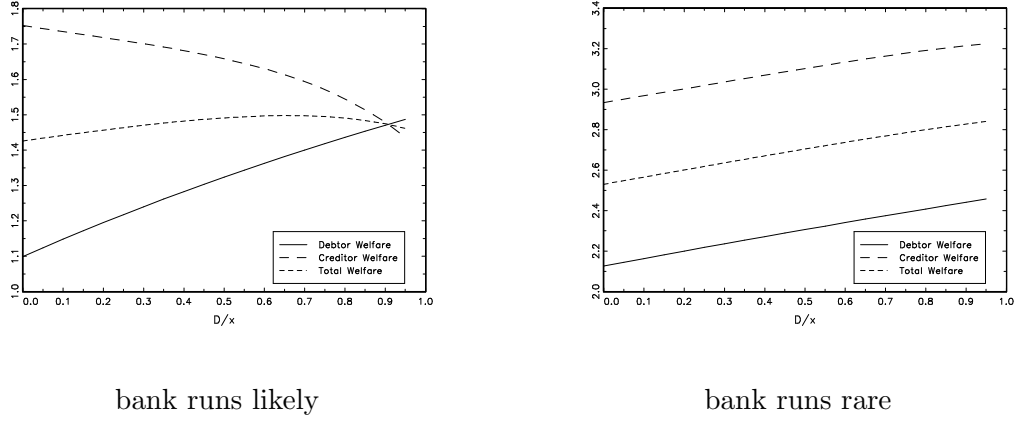 1.8
1.7
1.6
1.5
1.4
1.3
1.2
1.1
1.0
0.0 0.1 0.2 0.3 0.4 0.5 0.6 0.7 0.8 0.9 1.0
D/x
Debtor Welfare
Creditor Welfare
Total Welfare
bank runs likely
3.4
3.2
3.0
2.8
2.6
2.4
2.2
2.0
0.0 0.1 0.2 0.3 0.4 0.5 0.6 0.7 0.8 0.9 1.0
D/x
Debtor Welfare
Creditor Welfare
Total Welfare
bank runs rare